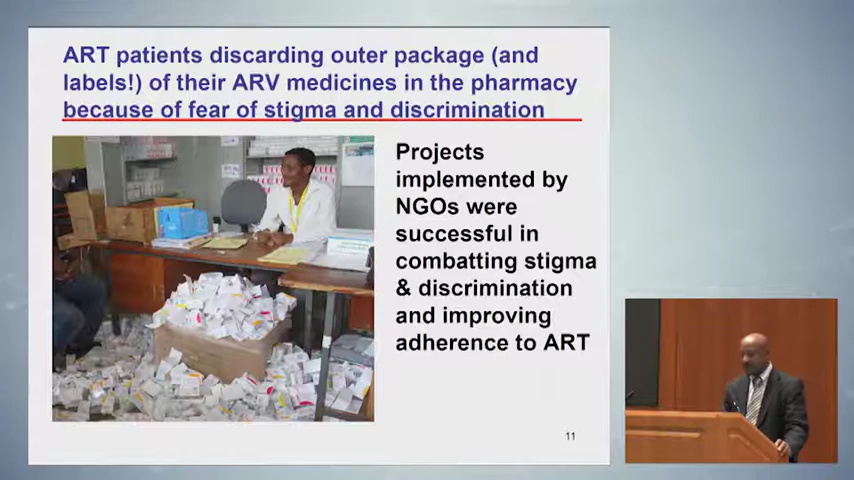 ART patients discarding outer package (and
labels!) of their ARV medicines in the pharmacy
because of fear of stigma and discrimination
Projects
implemented by
NGOs were
successful in
combatting stigma
& discrimination
and improving
adherence to ART
11